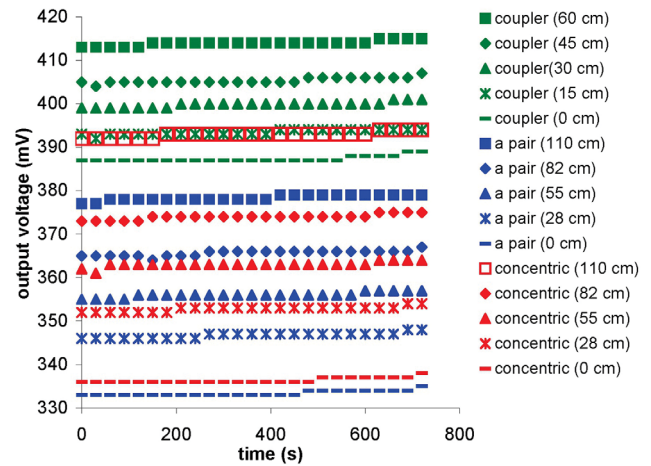 420
410
400
390
380
370
360
350
340
330
output voltage (mV)
0
200
400
600
800
time (s)
coupler (60 cm)
coupler (45 cm)
coupler(30 cm)
coupler (15 cm)
coupler (0 cm)
a pair (110 cm)
a pair (82 cm)
a pair (55 cm)
a pair (28 cm)
a pair (0 cm)
concentric (110 cm)
concentric (82 cm)
concentric (55 cm)
concentric (28 cm)
concentric (0 cm)